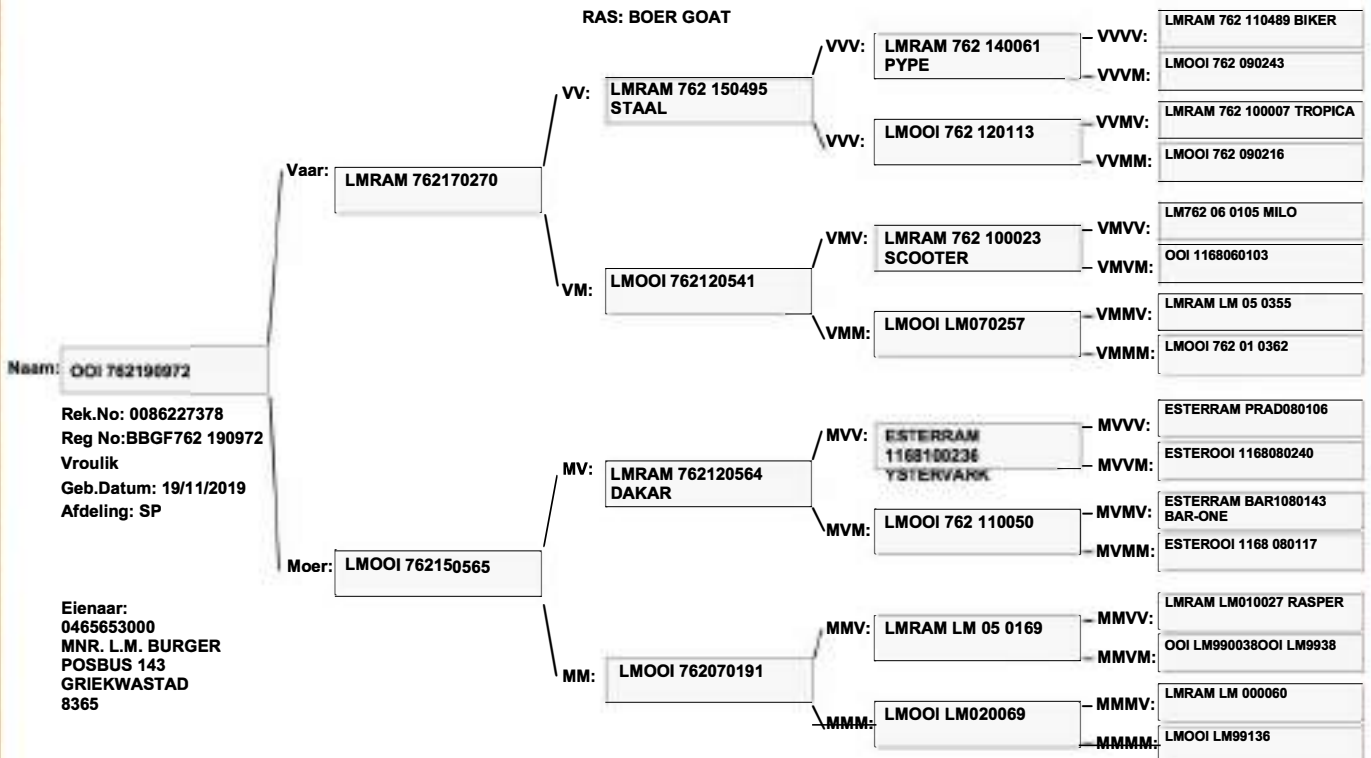 RAS: BOER GOAT
Naam: OOI 762190972
Rek.No: 0086227378
Reg No:BBGF762 190972
Vroulik
Geb.Datum: 19/11/2019
Afdeling: SP
Eienaar:
0465653000
MNR. L.M. BURGER
POSBUS 143
GRIEKWASTAD
8365
Vaar: LMRAM 762170270
Moer: LMOOI 762150565
VV: LMRAM 762 150495
STAAL
VM: LMOOI 762120541
MV: LMRAM 762120564
DAKAR
MM: LMOOI 762070191
VVV: LMRAM 762 140061
PYPE
VVV: LMOOI 762 120113
VMV: LMRAM 762 100023
SCOOTER
VMM: LMOOI LM070257
MVV: ESTERRAM
1168100236
YSTERVARK
MVM: LMOOI 762 110050
MMV: LMRAM LM 05 0169
MMM: LMOOI LM020069
VVVV: LMRAM 762 110489 BIKER
VVVM: LMOOI 762 090243
VVMV: LMRAM 762 100007 TROPICA
VVMM: LMOOI 762 090216
VMVV: LM762 06 0105 MILO
VMVM: OOI 1168060103
VMMV: LMRAM LM 05 0355
VMMM: LMOOI 762 01 0362
MVVV: ESTERRAM PRAD080106
MVVM: ESTEROOI 1168080240
MVMV: ESTERRAM BAR1080143
BAR-ONE
MVMM: ESTEROOI 1168 080117
MMVV: LMRAM LM010027 RASPER
MMVM: OOI LM990038OOI LM9938
MMMV: LMRAM LM 000060
MMMM: LMOOI LM99136